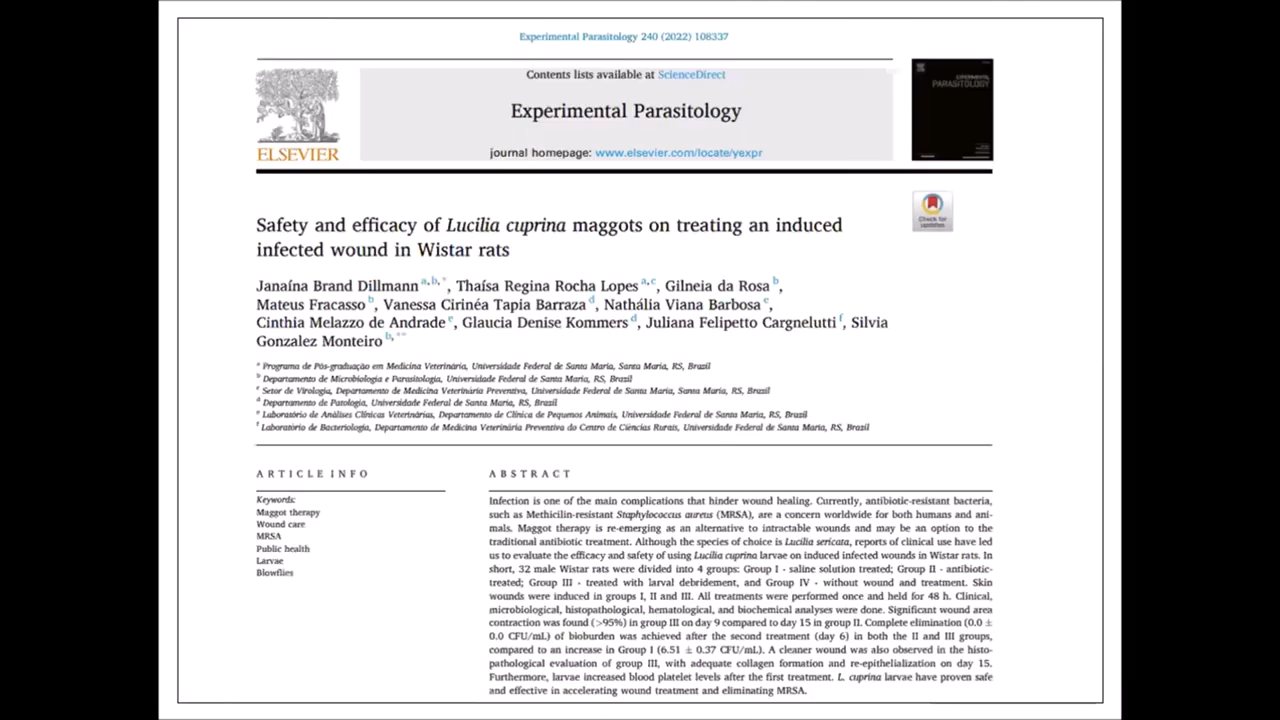 Experimental Parasitology 240 (2022) 108337
Contents lists available at ScienceDirect
Experimental Parasitology
journal homepage: www.elsevier.com/locate/yexpr
ELSEVIER
EXPERIMENTAL
PARASITOLOGY
Check for
updates
Safety and efficacy of Lucilia cuprina maggots on treating an induced
infected wound in Wistar rats
Janaína Brand Dillmann a,b,*, Thaísa Regina Rocha Lopes a,c, Gilneia da Rosa b,
Mateus Fracasso b, Vanessa Cirinéa Tapia Barraza d, Nathália Viana Barbosa e,
Cinthia Melazzo de Andrade e, Glaucia Denise Kommers d, Juliana Felipetto Cargnelutti f, Silvia
Gonzalez Monteiro b,**
a Programa de Pós-graduação em Medicina Veterinária, Universidade Federal de Santa Maria, Santa Maria, RS, Brazil
b Departamento de Microbiologia e Parasitologia, Universidade Federal de Santa Maria, RS, Brazil
c Setor de Virologia, Departamento de Medicina Veterinária Preventiva, Universidade Federal de Santa Maria, Santa Maria, RS, Brazil
d Departamento de Patologia, Universidade Federal de Santa Maria, RS, Brazil
e Laboratório de Análises Clínicas Veterinárias, Departamento de Clínica de Pequenos Animais, Universidade Federal de Santa Maria, RS, Brazil
f Laboratório de Bacteriologia, Departamento de Medicina Veterinária Preventiva do Centro de Ciências Rurais, Universidade Federal de Santa Maria, RS, Brazil
ARTICLE INFO
Keywords:
Maggot therapy
Wound care
MRSA
Public health
Larvae
Blowflies
ABSTRACT
Infection is one of the main complications that hinder wound healing. Currently, antibiotic-resistant bacteria,
such as Methicilin-resistant Staphylococcus aureus (MRSA), are a concern worldwide for both humans and ani-
mals. Maggot therapy is re-emerging as an alternative to intractable wounds and may be an option to the
traditional antibiotic treatment. Although the species of choice is Lucilia sericata, reports of clinical use have led
us to evaluate the efficacy and safety of using Lucilia cuprina larvae on induced infected wounds in Wistar rats. In
short, 32 male Wistar rats were divided into 4 groups: Group I - saline solution treated; Group II - antibiotic-
treated; Group III - treated with larval debridement, and Group IV - without wound and treatment. Skin
wounds were induced in groups I, II and III. All treatments were performed once and held for 48 h. Clinical,
microbiological, histopathological, hematological, and biochemical analyses were done. Significant wound area
contraction was found (>95%) in group III on day 9 compared to day 15 in group II. Complete elimination (0.0 ±
0.0 CFU/mL) of bioburden was achieved after the second treatment (day 6) in both the II and III groups,
compared to an increase in Group I (6.51 ± 0.37 CFU/mL). A cleaner wound was also observed in the histo-
pathological evaluation of group III, with adequate collagen formation and re-epithelialization on day 15.
Furthermore, larvae increased blood platelet levels after the first treatment. L. cuprina larvae have proven safe
and effective in accelerating wound treatment and eliminating MRSA.